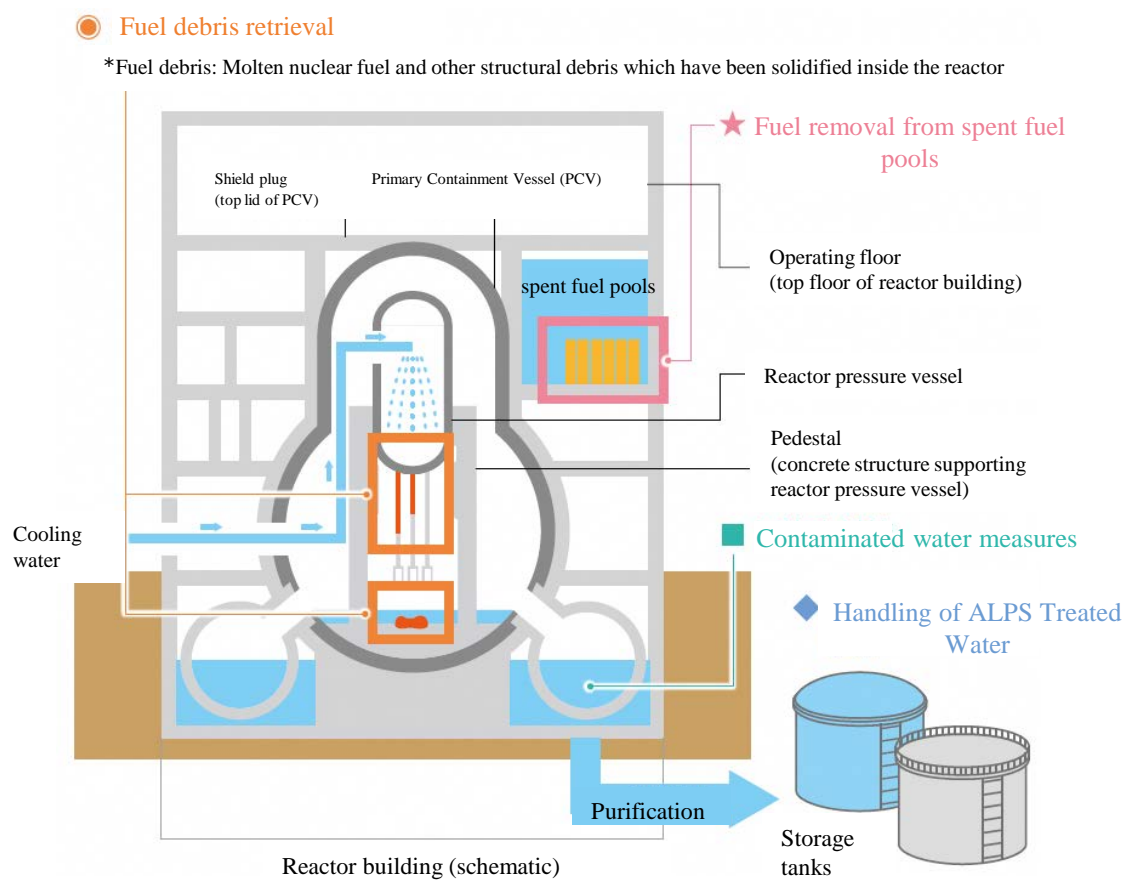 Fuel debris retrieval
*Fuel debris: Molten nuclear fuel and other structural debris which have been solidified inside the reactor
Fuel removal from spent fuel
pools
Shield plug
(top lid of PCV)
Primary Containment Vessel (PCV)
Operating floor
(top floor of reactor building)
spent fuel pools
Reactor pressure vessel
Pedestal
(concrete structure supporting
reactor pressure vessel)
Cooling
water
Contaminated water measures
Handling of ALPS Treated
Water
Purification
Storage
tanks
Reactor building (schematic)